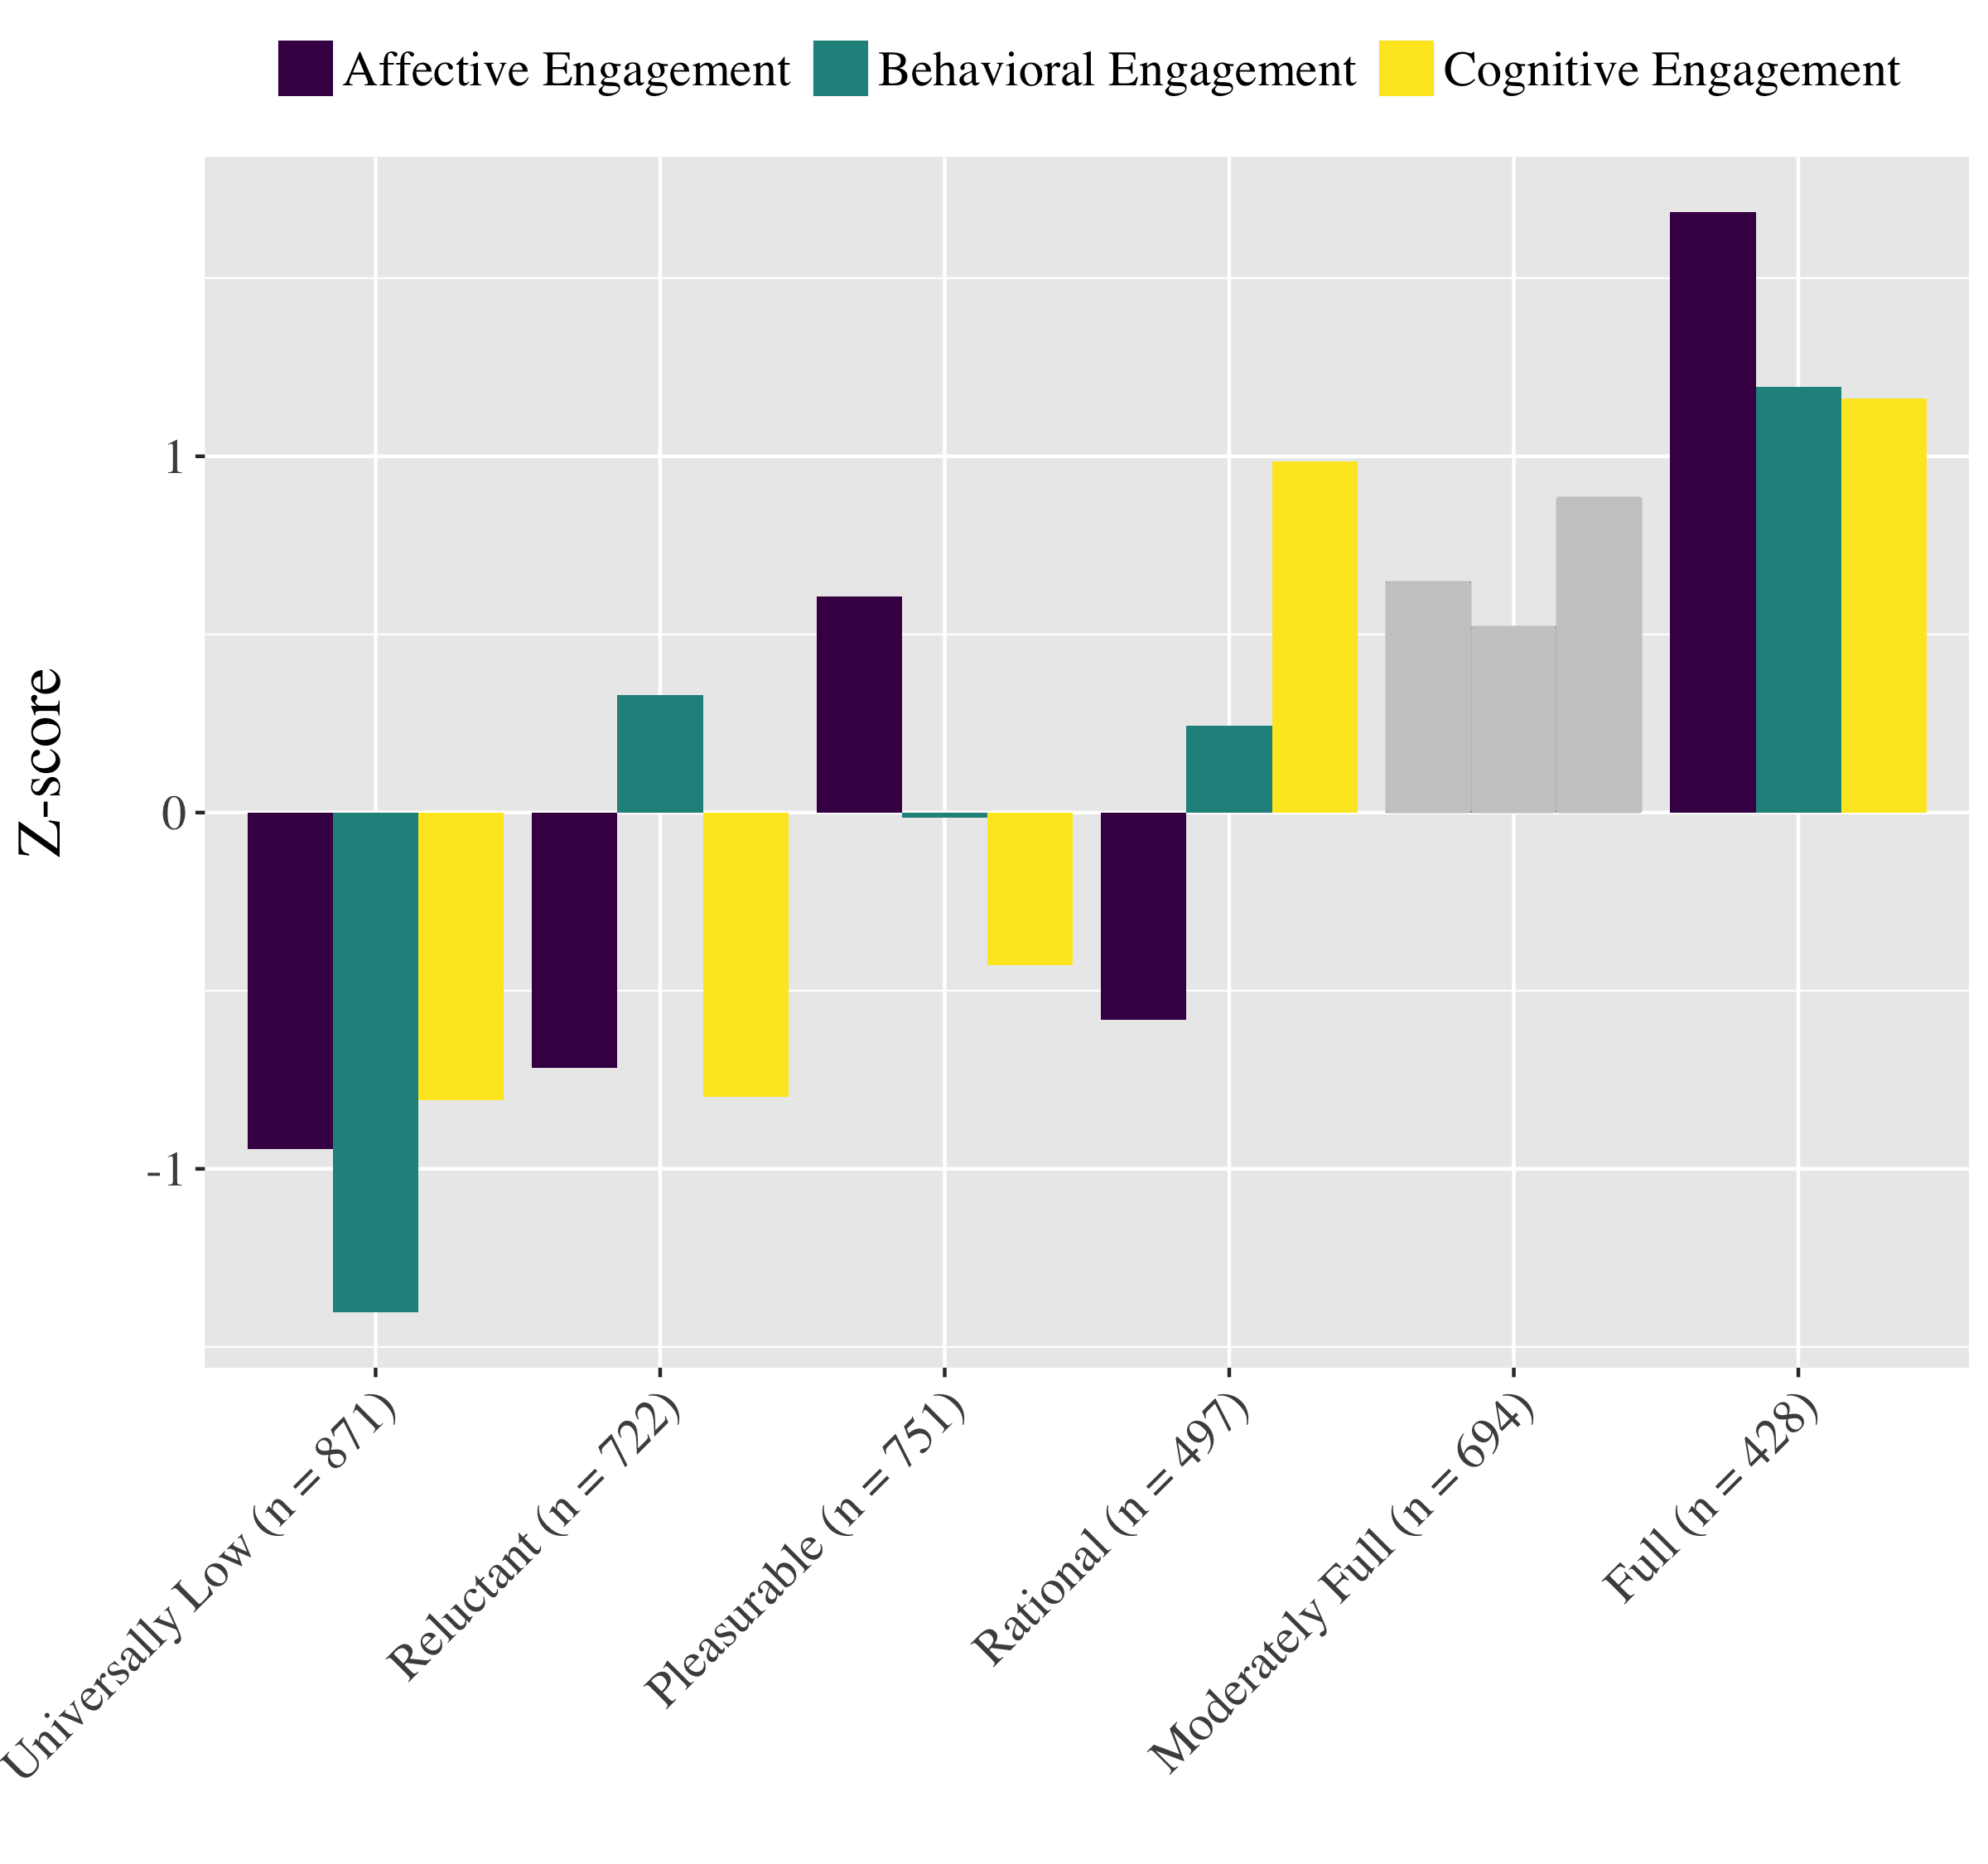 Affective Engagement Behavioral Engagement Cognitive Engagement
Z-score
1
0
-1
Universally Low (n = 871)
Reluctant (n = 722)
Pleasurable (n = 751)
Rational (n = 497)
Moderately Full (n = 694)
Full (n = 428)